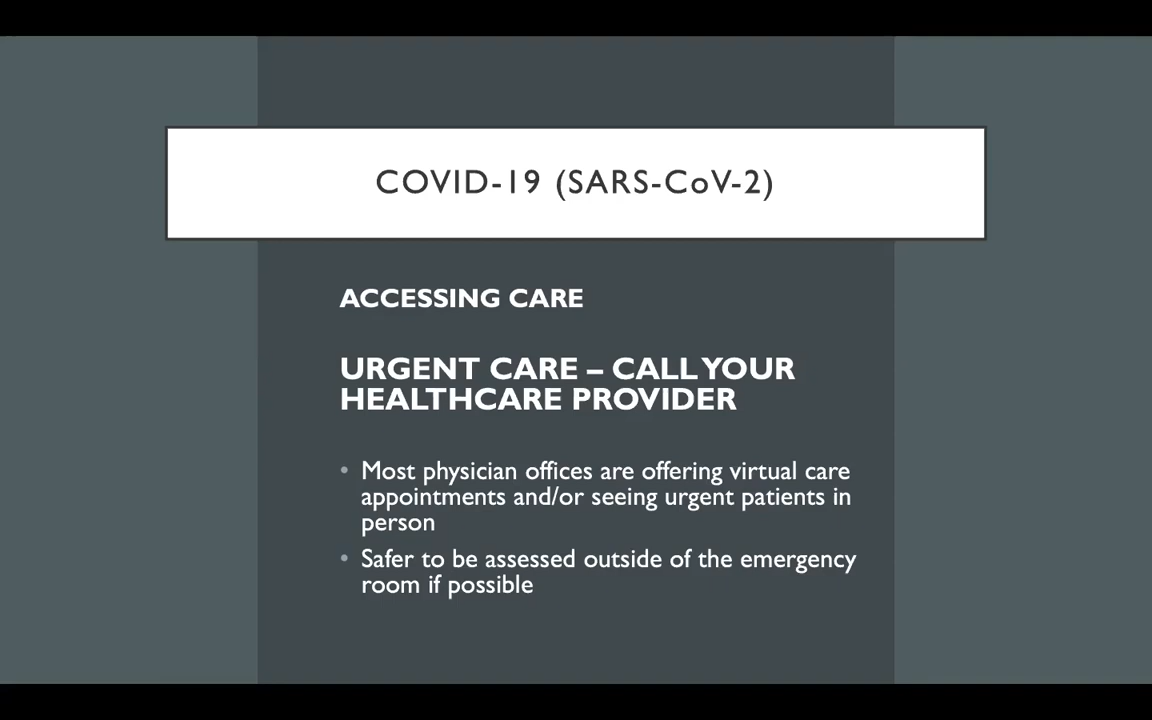 COVID-19 (SARS-CoV-2)
ACCESSING CARE
URGENT CARE – CALL YOUR
HEALTHCARE PROVIDER
• Most physician offices are offering virtual care
appointments and/or seeing urgent patients in
person
• Safer to be assessed outside of the emergency
room if possible